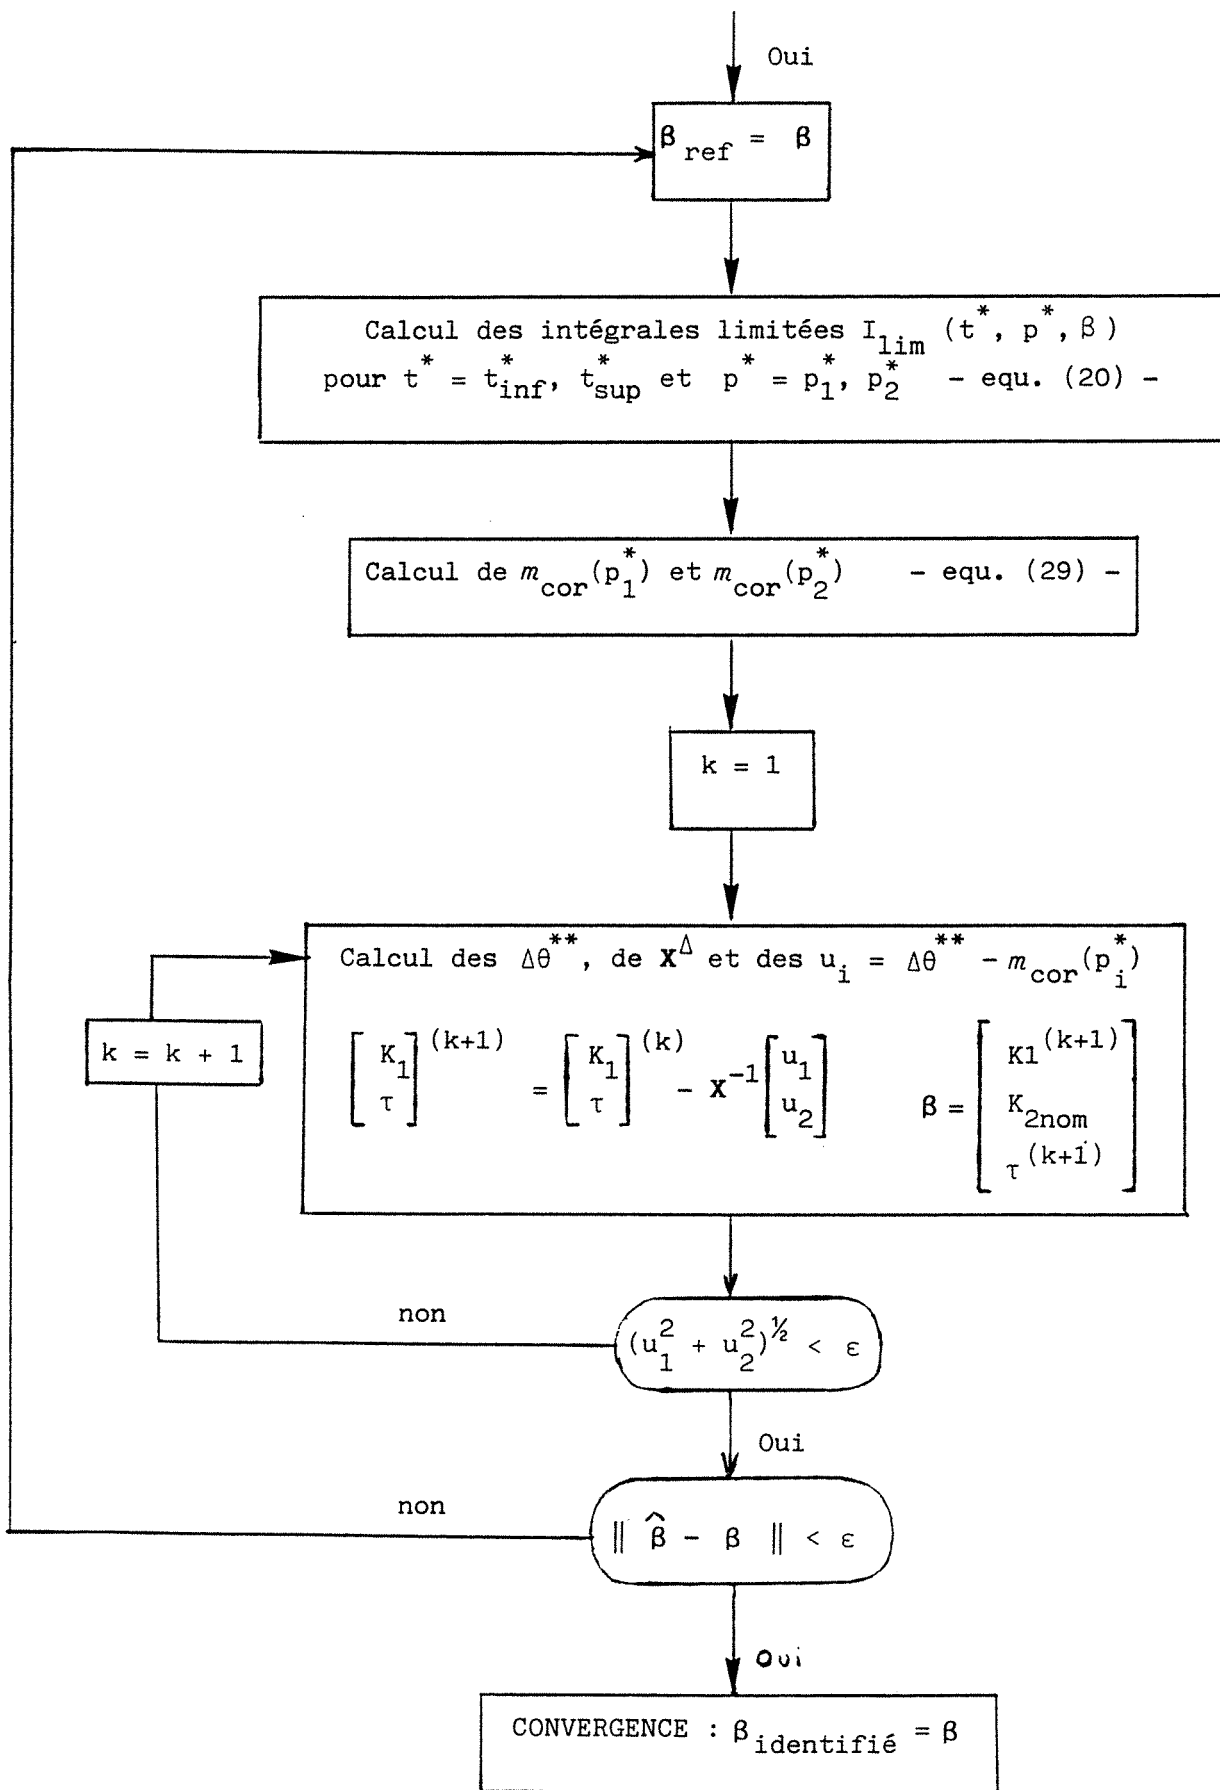 Oui
β_ref = β
Calcul des intégrales limitées I_lim (t*, p*, β)
pour t* = t*_inf, t*_sup et p* = p*_1, p*_2 - equ. (20) -
Calcul de m_cor(p*_1) et m_cor(p*_2) - equ. (29) -
k = 1
Calcul des Δθ**, de X^Δ et des u_i = Δθ** - m_cor(p*_i)
k = k + 1
[K_1 τ]^(k+1) = [K_1 τ]^(k) - X^-1 [u_1 u_2] β = [K1^(k+1) K_2nom τ^(k+1)]
non
(u_1^2 + u_2^2)^½ < ε
Oui
non
‖ β̂ - β ‖ < ε
Oui
CONVERGENCE : β_identifié = β